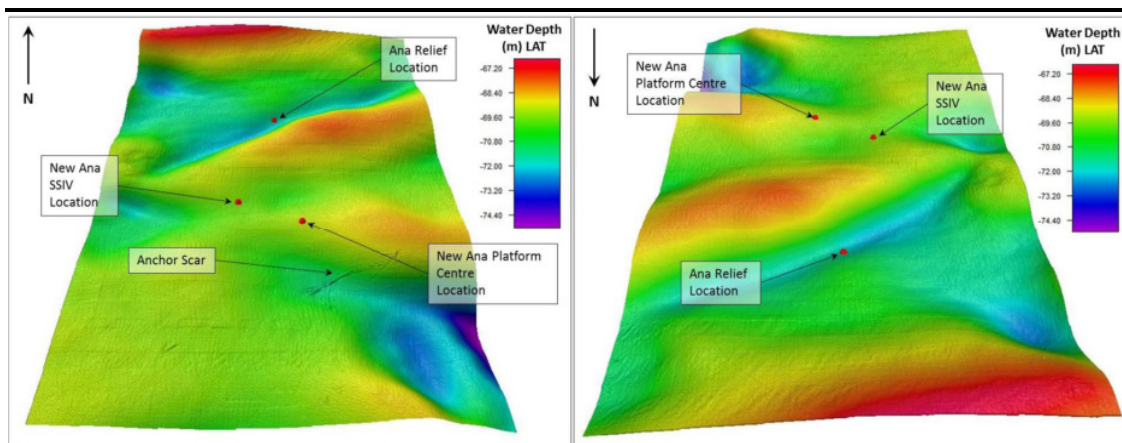 N
Water Depth
(m) LAT
-67.20
-68.40
-69.60
-70.80
-72.00
-73.20
-74.40
Ana Relief
Location
New Ana
SSIV
Location
Anchor Scar
New Ana Platform
Centre
Location
N
Water Depth
(m) LAT
-67.20
-68.40
-69.60
-70.80
-72.00
-73.20
-74.40
New Ana
Platform Centre
Location
New Ana
SSIV
Location
Ana Relief
Location